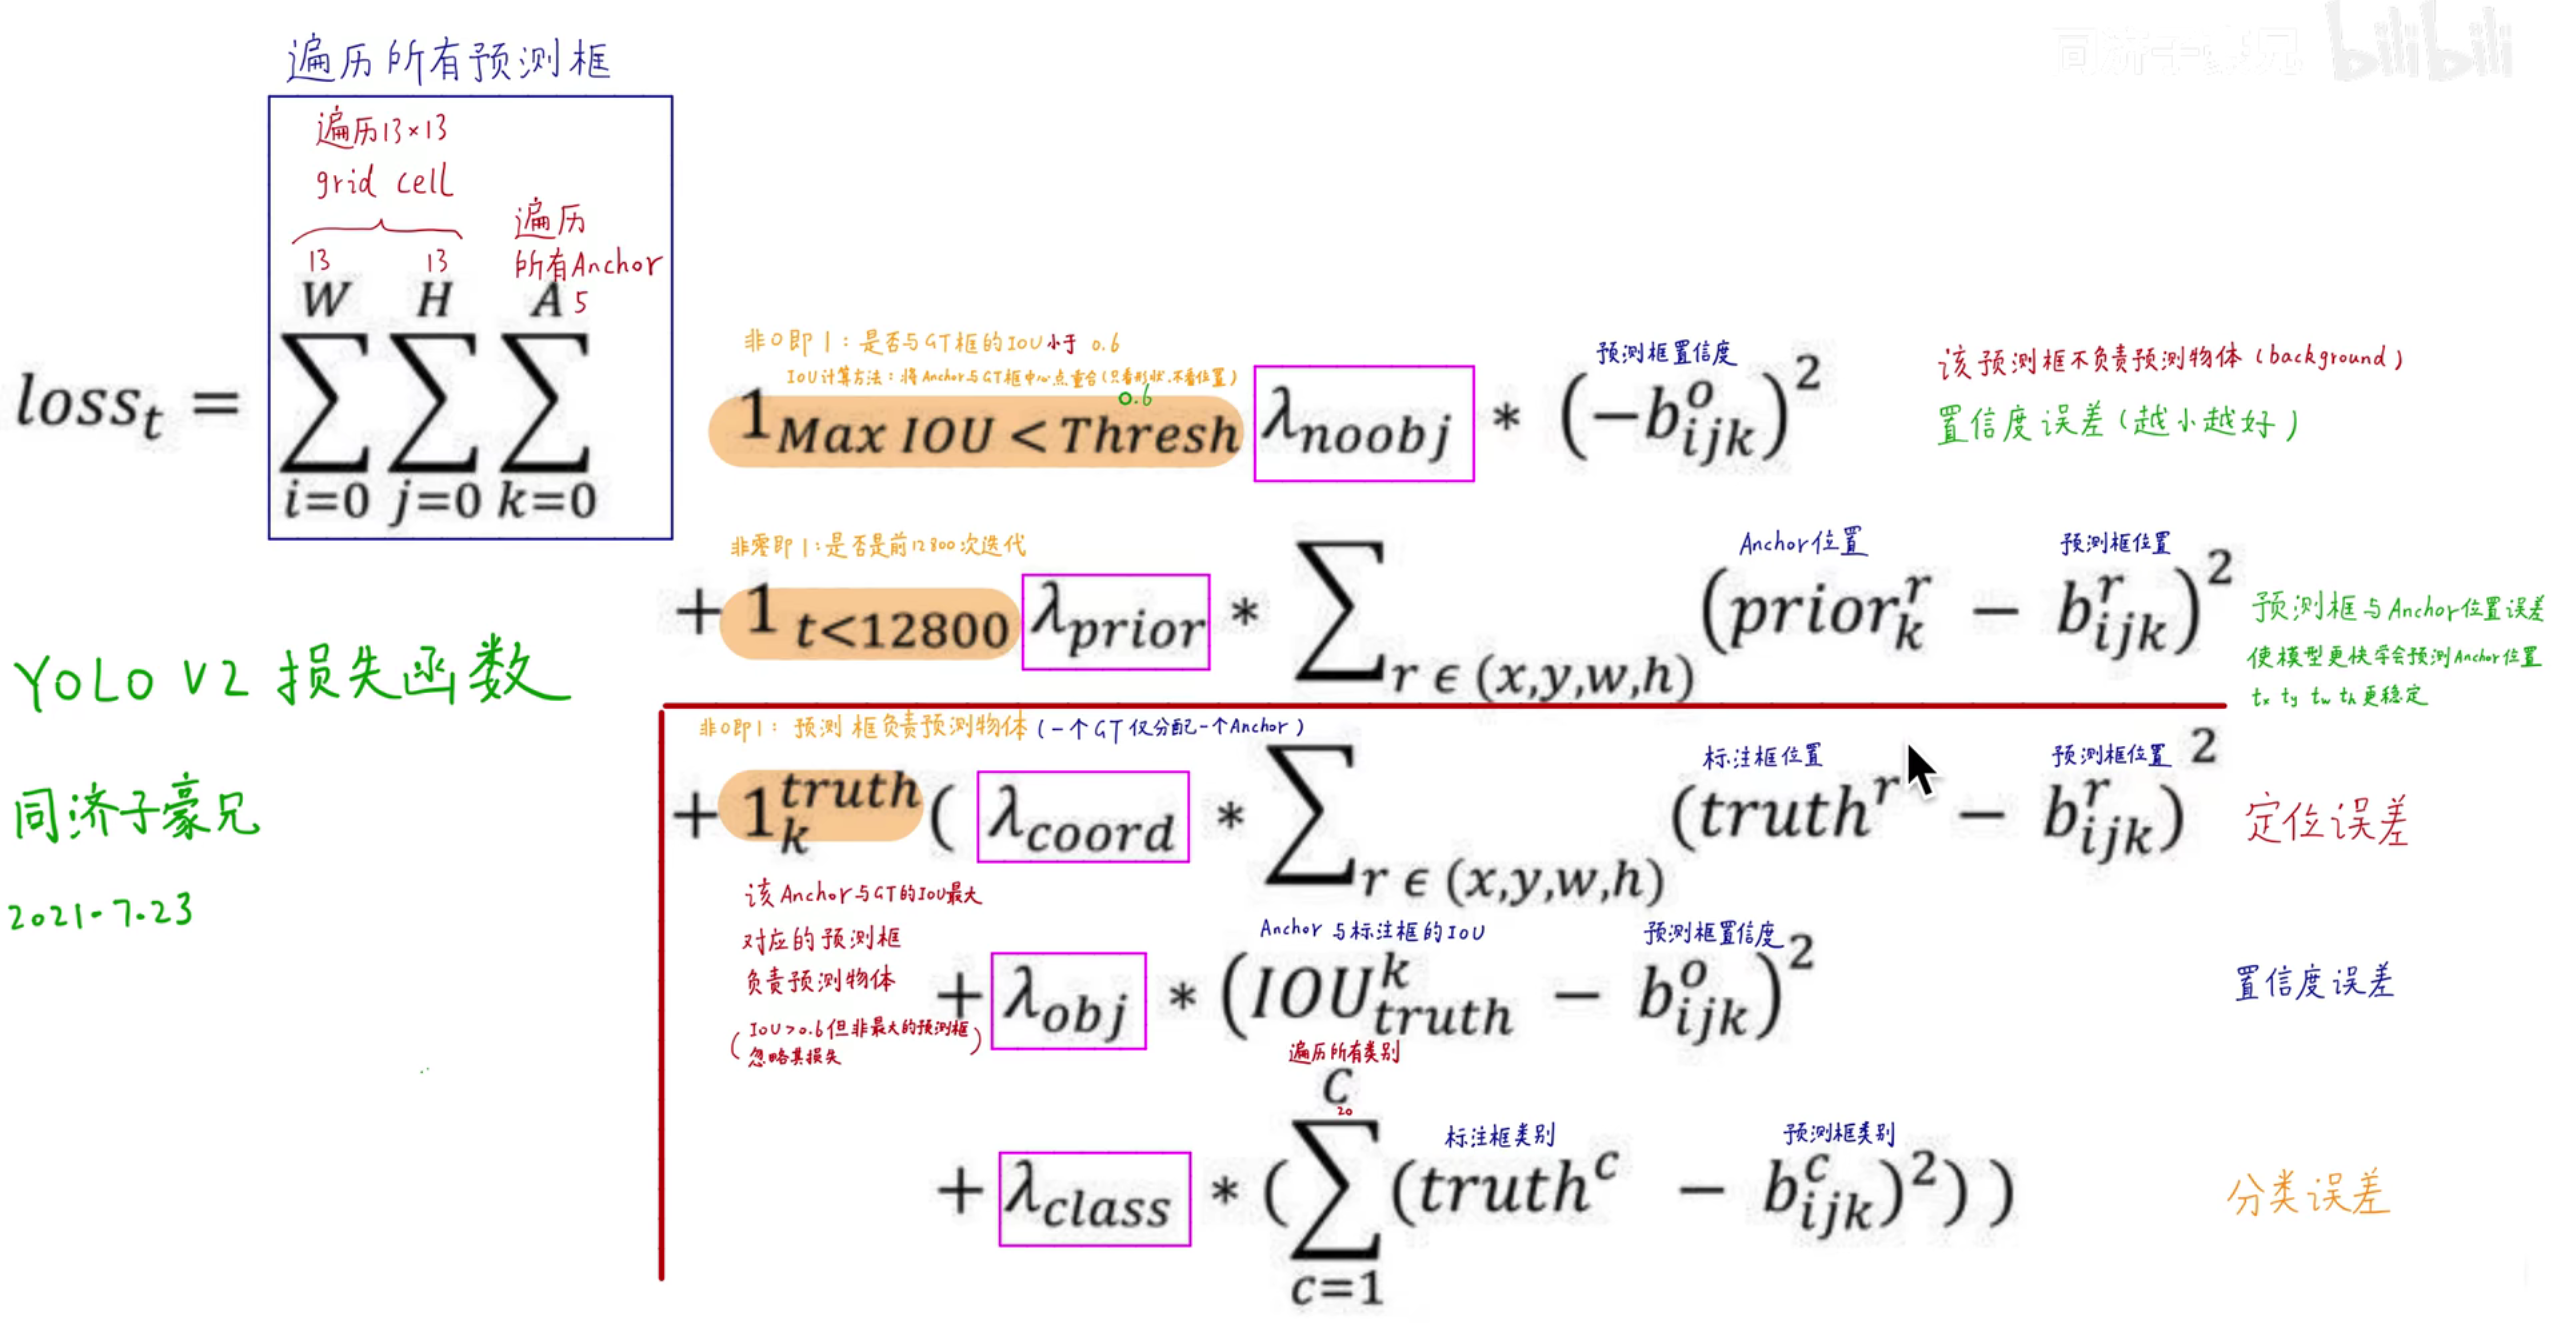 同济子豪兄 bilibili
遍历所有预测框
遍历13×13
grid cell
遍历
所有Anchor
13 13 5
W H A
loss_t = ∑_{i=0} ∑_{j=0} ∑_{k=0}
非0即1:是否与GT框的IOU小于 0.6
IOU计算方法:将Anchor与GT框中心点重合(只看形状,不看位置)
0.6
预测框置信度
1_{Max IOU < Thresh} λ_{noobj} * (−b_{ijk}^{o})^2
该预测框不负责预测物体(background)
置信度误差(越小越好)
非零即1:是否是前12800次迭代
Anchor位置
预测框位置
+ 1_{t<12800} λ_{prior} * ∑_{r ϵ (x,y,w,h)} (prior_k^r − b_{ijk}^r)^2
预测框与Anchor位置误差
使模型更快学会预测Anchor位置
tx ty tw th更稳定
YOLO V2 损失函数
同济子豪兄
2021.7.23
非0即1:预测框负责预测物体(一个GT仅分配一个Anchor)
标注框位置
预测框位置
+ 1_k^{truth} ( λ_{coord} * ∑_{r ϵ (x,y,w,h)} (truth^r − b_{ijk}^r)^2
定位误差
该Anchor与GT的IOU最大
对应的预测框
负责预测物体
(IOU>0.6但非最大的预测框
忽略其损失)
Anchor与标注框的IOU
预测框置信度
+ λ_{obj} * (IOU_{truth}^k − b_{ijk}^o)^2
置信度误差
遍历所有类别
20
标注框类别
预测框类别
+ λ_{class} * (∑_{c=1}^{C} (truth^c − b_{ijk}^c)^2))
分类误差